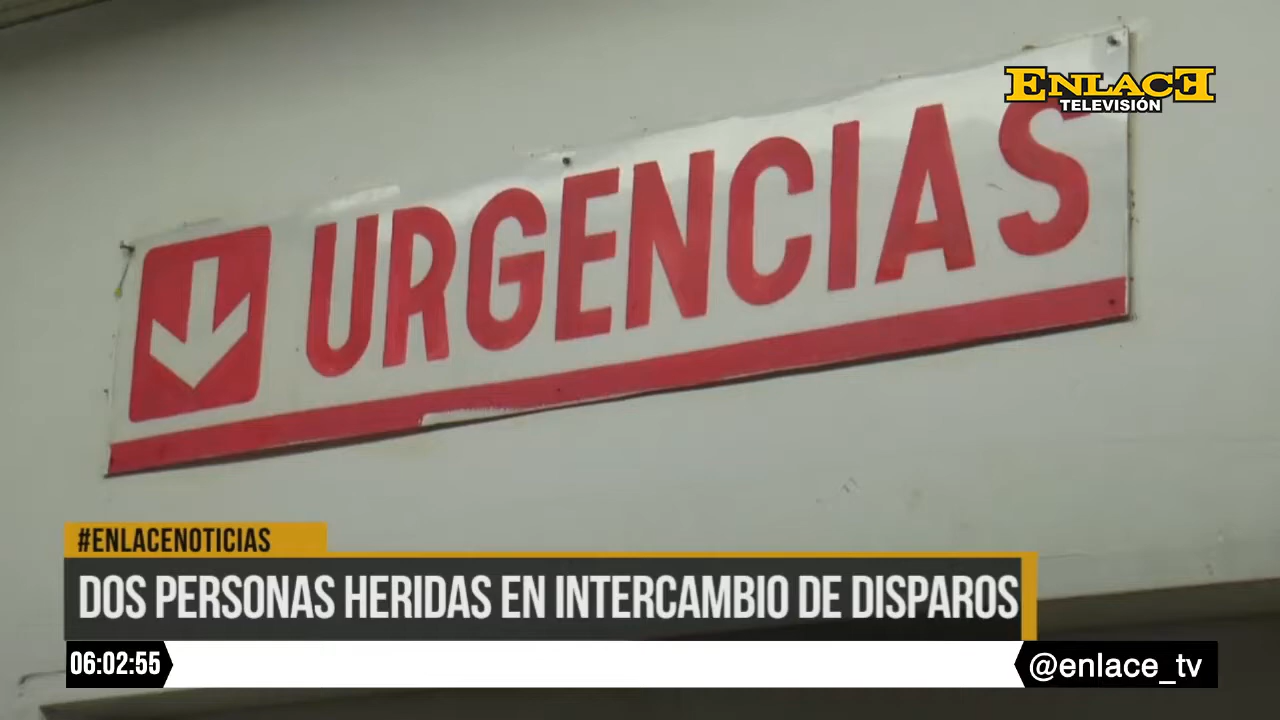 ENLACE
TELEVISIÓN
URGENCIAS
#ENLACENOTICIAS
DOS PERSONAS HERIDAS EN INTERCAMBIO DE DISPAROS
06:02:55
@enlace_tv